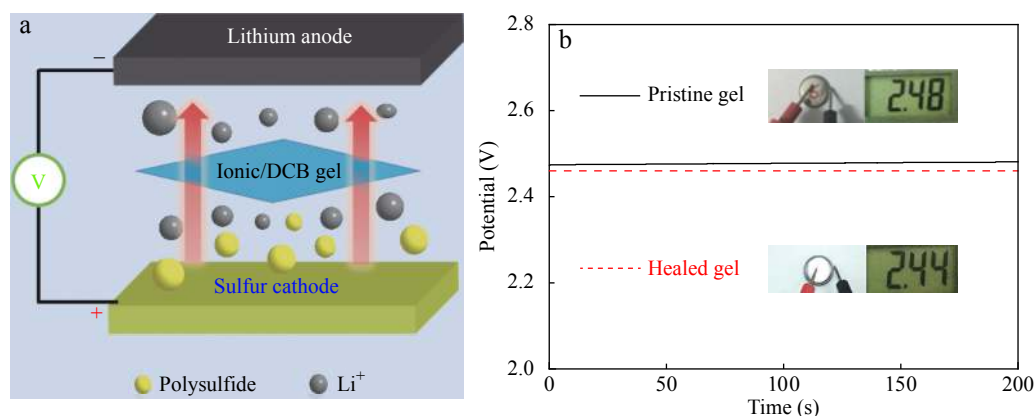 a
Lithium anode
−
V
Ionic/DCB gel
Sulfur cathode
+
Polysulfide
Li⁺
b
Potential (V)
2.8
2.6
2.4
2.2
2.0
Pristine gel
2.48
Healed gel
2.44
0
50
100
150
200
Time (s)